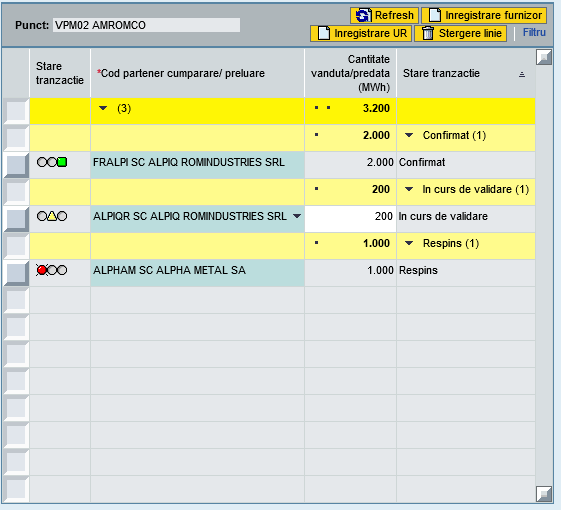 Punct: VPM02 AMROMCO
Refresh Inregistrare furnizor
Inregistrare UR Stergere linie Filtru
Stare tranzactie
*Cod partener cumparare/ preluare
Cantitate vanduta/predata (MWh)
Stare tranzactie
(3) 3.200
2.000 Confirmat (1)
FRALPI SC ALPIQ ROMINDUSTRIES SRL 2.000 Confirmat
200 In curs de validare (1)
ALPIQR SC ALPIQ ROMINDUSTRIES SRL 200 In curs de validare
1.000 Respins (1)
ALPHAM SC ALPHA METAL SA 1.000 Respins